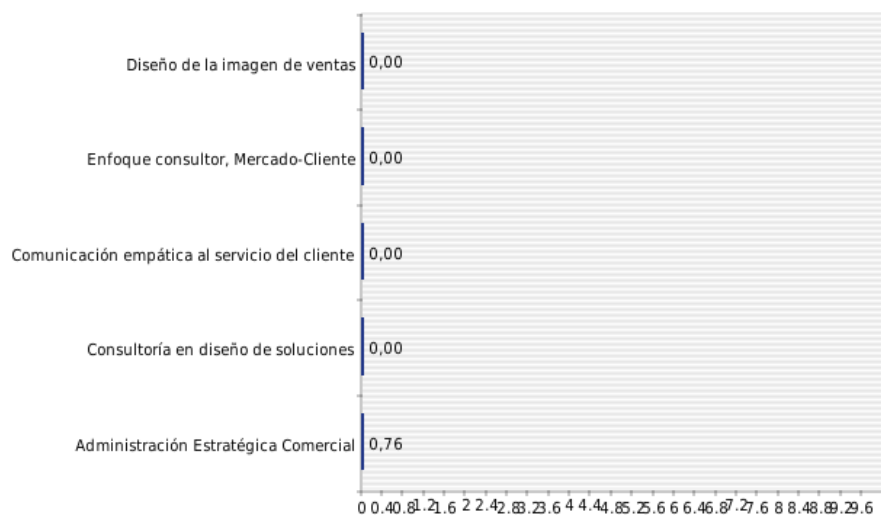 Diseño de la imagen de ventas 0,00
Enfoque consultor, Mercado-Cliente 0,00
Comunicación empática al servicio del cliente 0,00
Consultoría en diseño de soluciones 0,00
Administración Estratégica Comercial 0,76
0 0.4 0.8 1.2 1.6 2 2.4 2.8 3.2 3.6 4 4.4 4.8 5.2 5.6 6 6.4 6.8 7.2 7.6 8 8.4 8.8 9.2 9.6